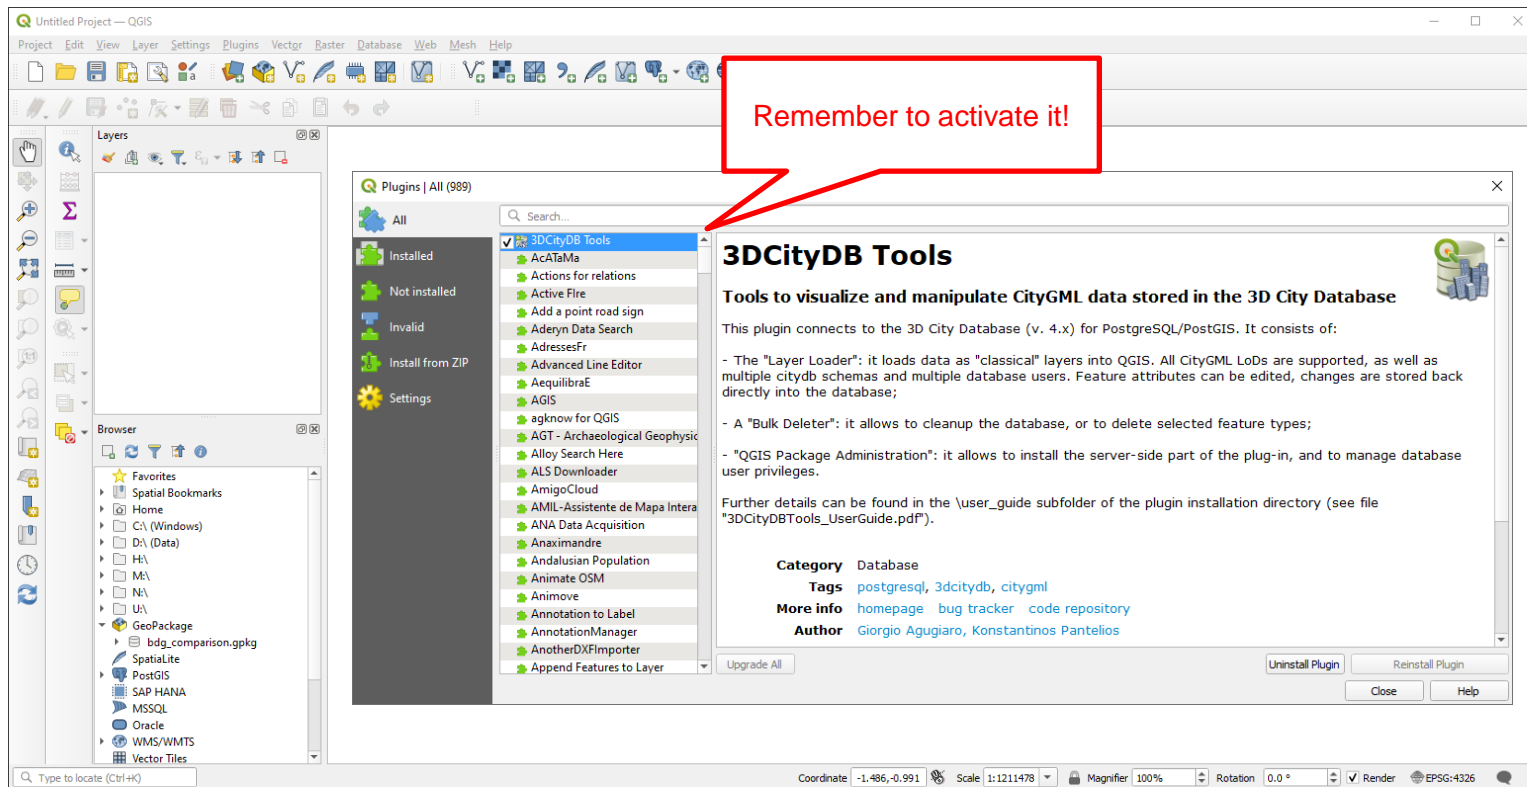 Untitled Project — QGIS
Project Edit View Layer Settings Plugins Vector Raster Database Web Mesh Help
Remember to activate it!
Layers
Plugins | All (989)
All
Installed
Not installed
Invalid
Install from ZIP
Settings
Search...
3DCityDB Tools
AcATaMa
Actions for relations
Active FIre
Add a point road sign
Aderyn Data Search
AdressesFr
Advanced Line Editor
AequilibraE
AGIS
agknow for QGIS
AGT - Archaeological Geophysic
Alloy Search Here
ALS Downloader
AmigoCloud
AMIL-Assistente de Mapa Intera
ANA Data Acquisition
Anaximandre
Andalusian Population
Animate OSM
Animove
Annotation to Label
AnnotationManager
AnotherDXFImporter
Append Features to Layer
3DCityDB Tools
Tools to visualize and manipulate CityGML data stored in the 3D City Database
This plugin connects to the 3D City Database (v. 4.x) for PostgreSQL/PostGIS. It consists of:
- The "Layer Loader": it loads data as "classical" layers into QGIS. All CityGML LoDs are supported, as well as
multiple citydb schemas and multiple database users. Feature attributes can be edited, changes are stored back
directly into the database;
- A "Bulk Deleter": it allows to cleanup the database, or to delete selected feature types;
- "QGIS Package Administration": it allows to install the server-side part of the plug-in, and to manage database
user privileges.
Further details can be found in the \user_guide subfolder of the plugin installation directory (see file
"3DCityDBTools_UserGuide.pdf").
Category Database
Tags postgresql, 3dcitydb, citygml
More info homepage bug tracker code repository
Author Giorgio Agugiaro, Konstantinos Pantelios
Upgrade All
Uninstall Plugin
Reinstall Plugin
Close
Help
Browser
Favorites
Spatial Bookmarks
Home
C:\ (Windows)
D:\ (Data)
H:\
M:\
N:\
U:\
GeoPackage
bdg_comparison.gpkg
SpatiaLite
PostGIS
SAP HANA
MSSQL
Oracle
WMS/WMTS
Vector Tiles
Type to locate (Ctrl+K)
Coordinate -1.486,-0.991 Scale 1:1211478 Magnifier 100% Rotation 0.0 ° Render EPSG:4326